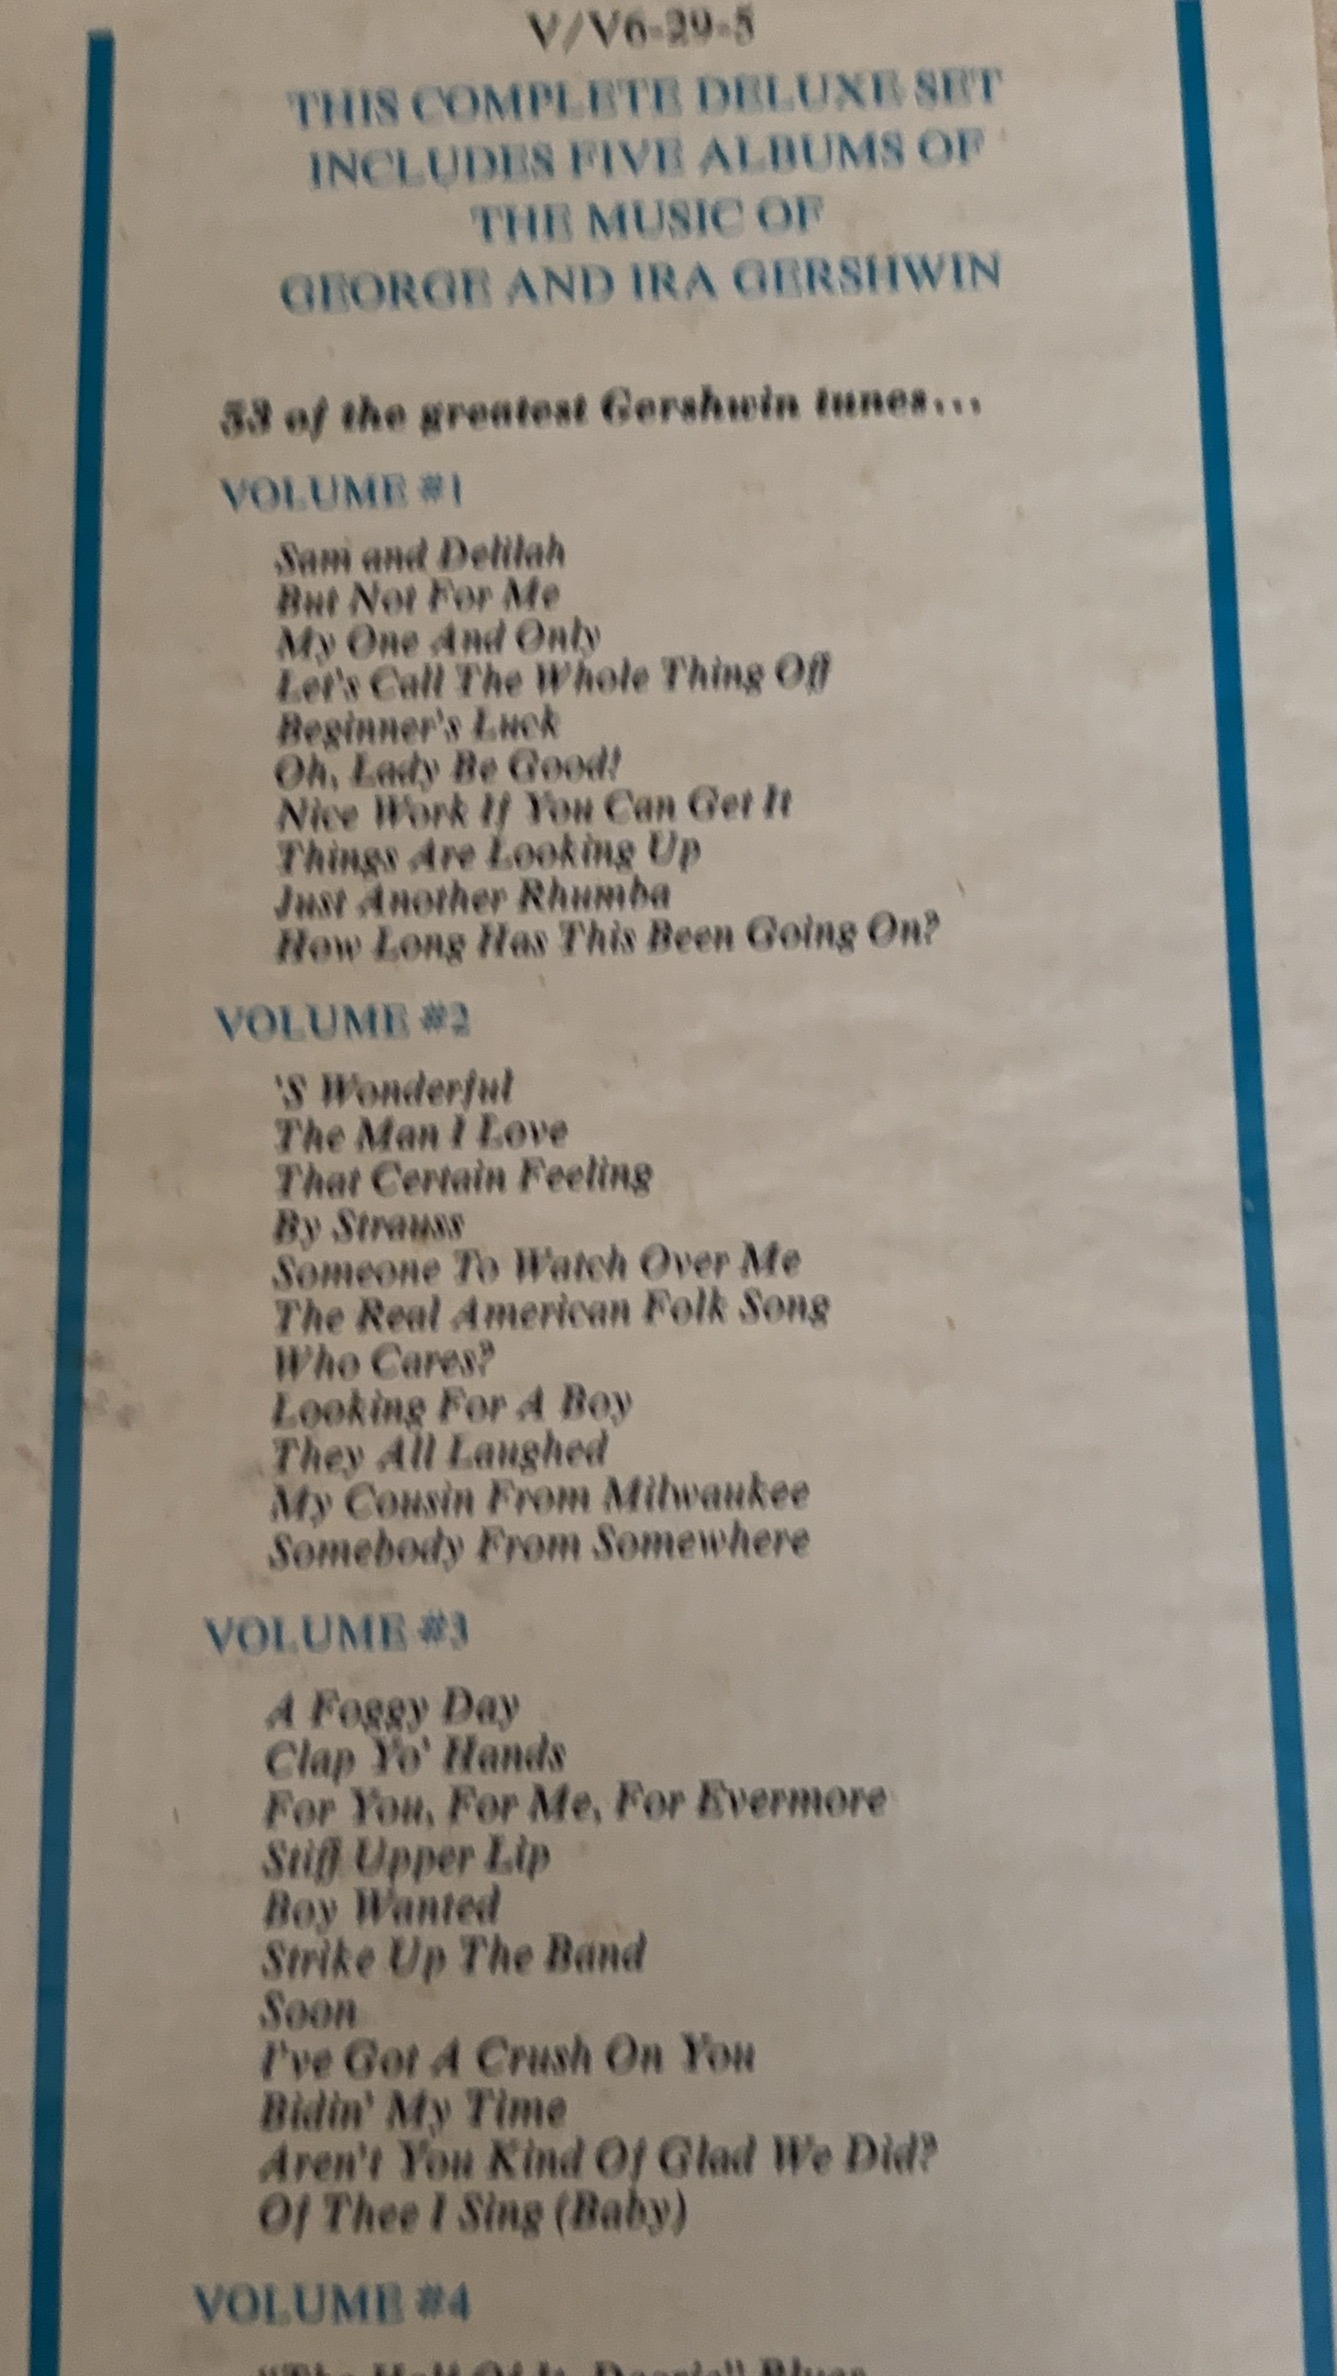 V/V6-29-5
THIS COMPLETE DELUXE SET
INCLUDES FIVE ALBUMS OF
THE MUSIC OF
GEORGE AND IRA GERSHWIN
53 of the greatest Gershwin tunes...
VOLUME #1
Sam and Delilah
But Not For Me
My One And Only
Let's Call The Whole Thing Off
Beginner's Luck
Oh, Lady Be Good!
Nice Work If You Can Get It
Things Are Looking Up
Just Another Rhumba
How Long Has This Been Going On?
VOLUME #2
'S Wonderful
The Man I Love
That Certain Feeling
By Strauss
Someone To Watch Over Me
The Real American Folk Song
Who Cares?
Looking For A Boy
They All Laughed
My Cousin From Milwaukee
Somebody From Somewhere
VOLUME #3
A Foggy Day
Clap Yo' Hands
For You, For Me, For Evermore
Stiff Upper Lip
Boy Wanted
Strike Up The Band
Soon
I've Got A Crush On You
Bidin' My Time
Aren't You Kind Of Glad We Did?
Of Thee I Sing (Baby)
VOLUME #4
"The Half Of It, Dearie" Blues